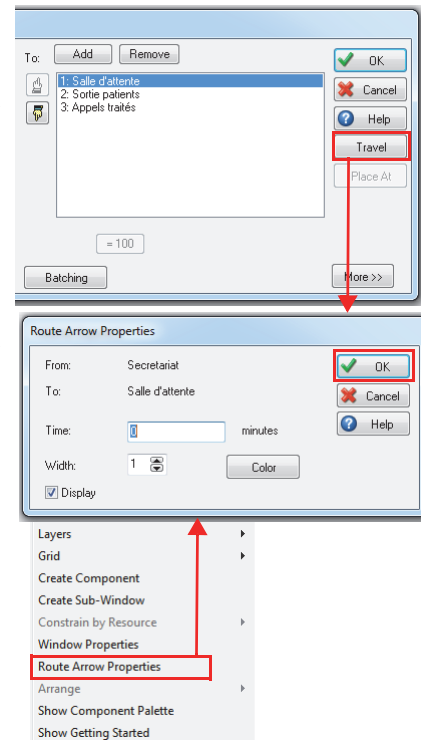 To: Add Remove
OK
1: Salle d'attente
Cancel
2: Sortie patients
3: Appels traités
Help
Travel
Place At
= 100
Batching More >>
Route Arrow Properties
From: Secretariat OK
To: Salle d'attente Cancel
Time: 0 minutes Help
Width: 1 Color
Display
Layers
Grid
Create Component
Create Sub-Window
Constrain by Resource
Window Properties
Route Arrow Properties
Arrange
Show Component Palette
Show Getting Started